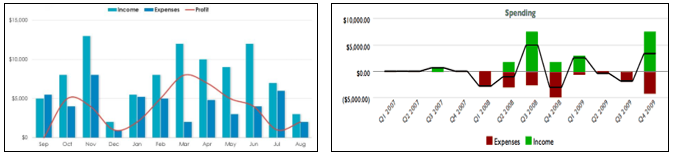 Income Expenses Profit
$15,000
$10,000
$5,000
$0
Sep Oct Nov Dec Jan Feb Mar Apr May Jun Jul Aug
Spending
$10,000.00
$5,000.00
$0.00
($5,000.00)
Q1 2007 Q2 2007 Q3 2007 Q4 2007 Q1 2008 Q2 2008 Q3 2008 Q4 2008 Q1 2009 Q2 2009 Q3 2009 Q4 2009
Expenses Income